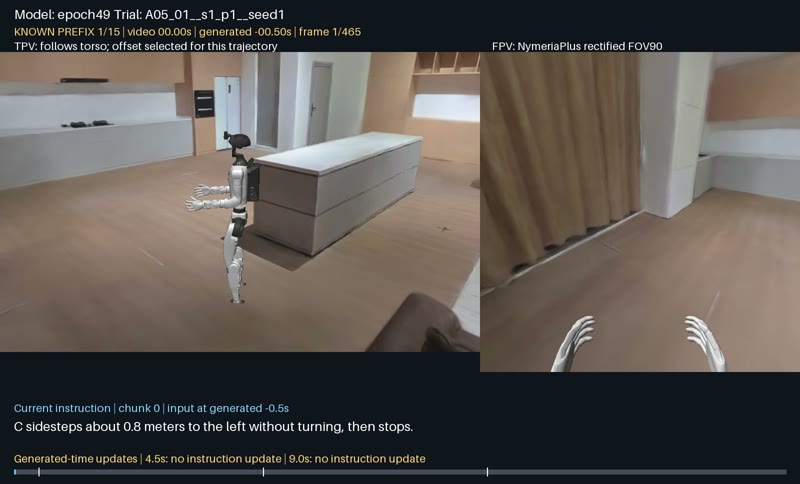 Model: epoch49 Trial: A05_01__s1_p1__seed1
KNOWN PREFIX 1/15 | video 00.00s | generated -00.50s | frame 1/465
TPV: follows torso; offset selected for this trajectory
FPV: NymeriaPlus rectified FOV90
Current instruction | chunk 0 | input at generated -0.5s
C sidesteps about 0.8 meters to the left without turning, then stops.
Generated-time updates | 4.5s: no instruction update | 9.0s: no instruction update